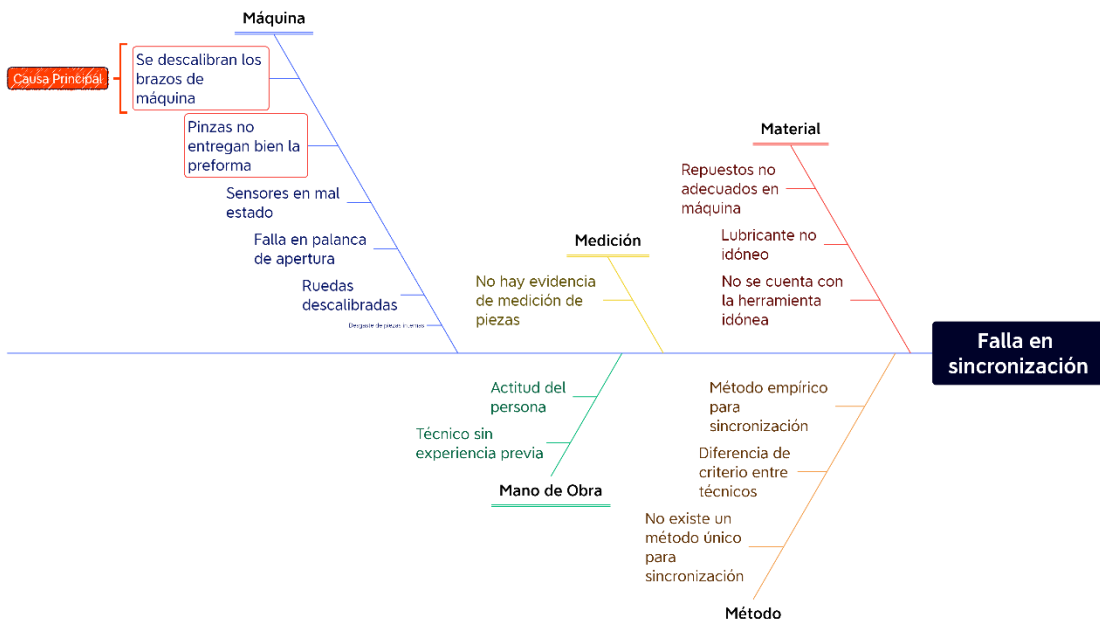 Máquina
Causa Principal
Se descalibran los
brazos de
máquina
Pinzas no
entregan bien la
preforma
Sensores en mal
estado
Falla en palanca
de apertura
Ruedas
descalibradas
Desgaste de piezas internas
Medición
No hay evidencia
de medición de
piezas
Material
Repuestos no
adecuados en
máquina
Lubricante no
idóneo
No se cuenta con
la herramienta
idónea
Falla en
sincronización
Actitud del
persona
Técnico sin
experiencia previa
Mano de Obra
Método empírico
para
sincronización
Diferencia de
criterio entre
técnicos
No existe un
método único
para
sincronización
Método